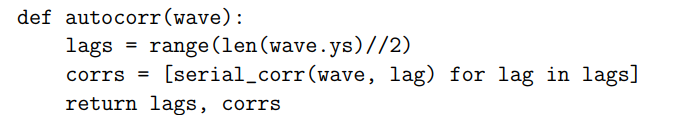 def autocorr(wave):
    lags = range(len(wave.ys)//2)
    corrs = [serial_corr(wave, lag) for lag in lags]
    return lags, corrs